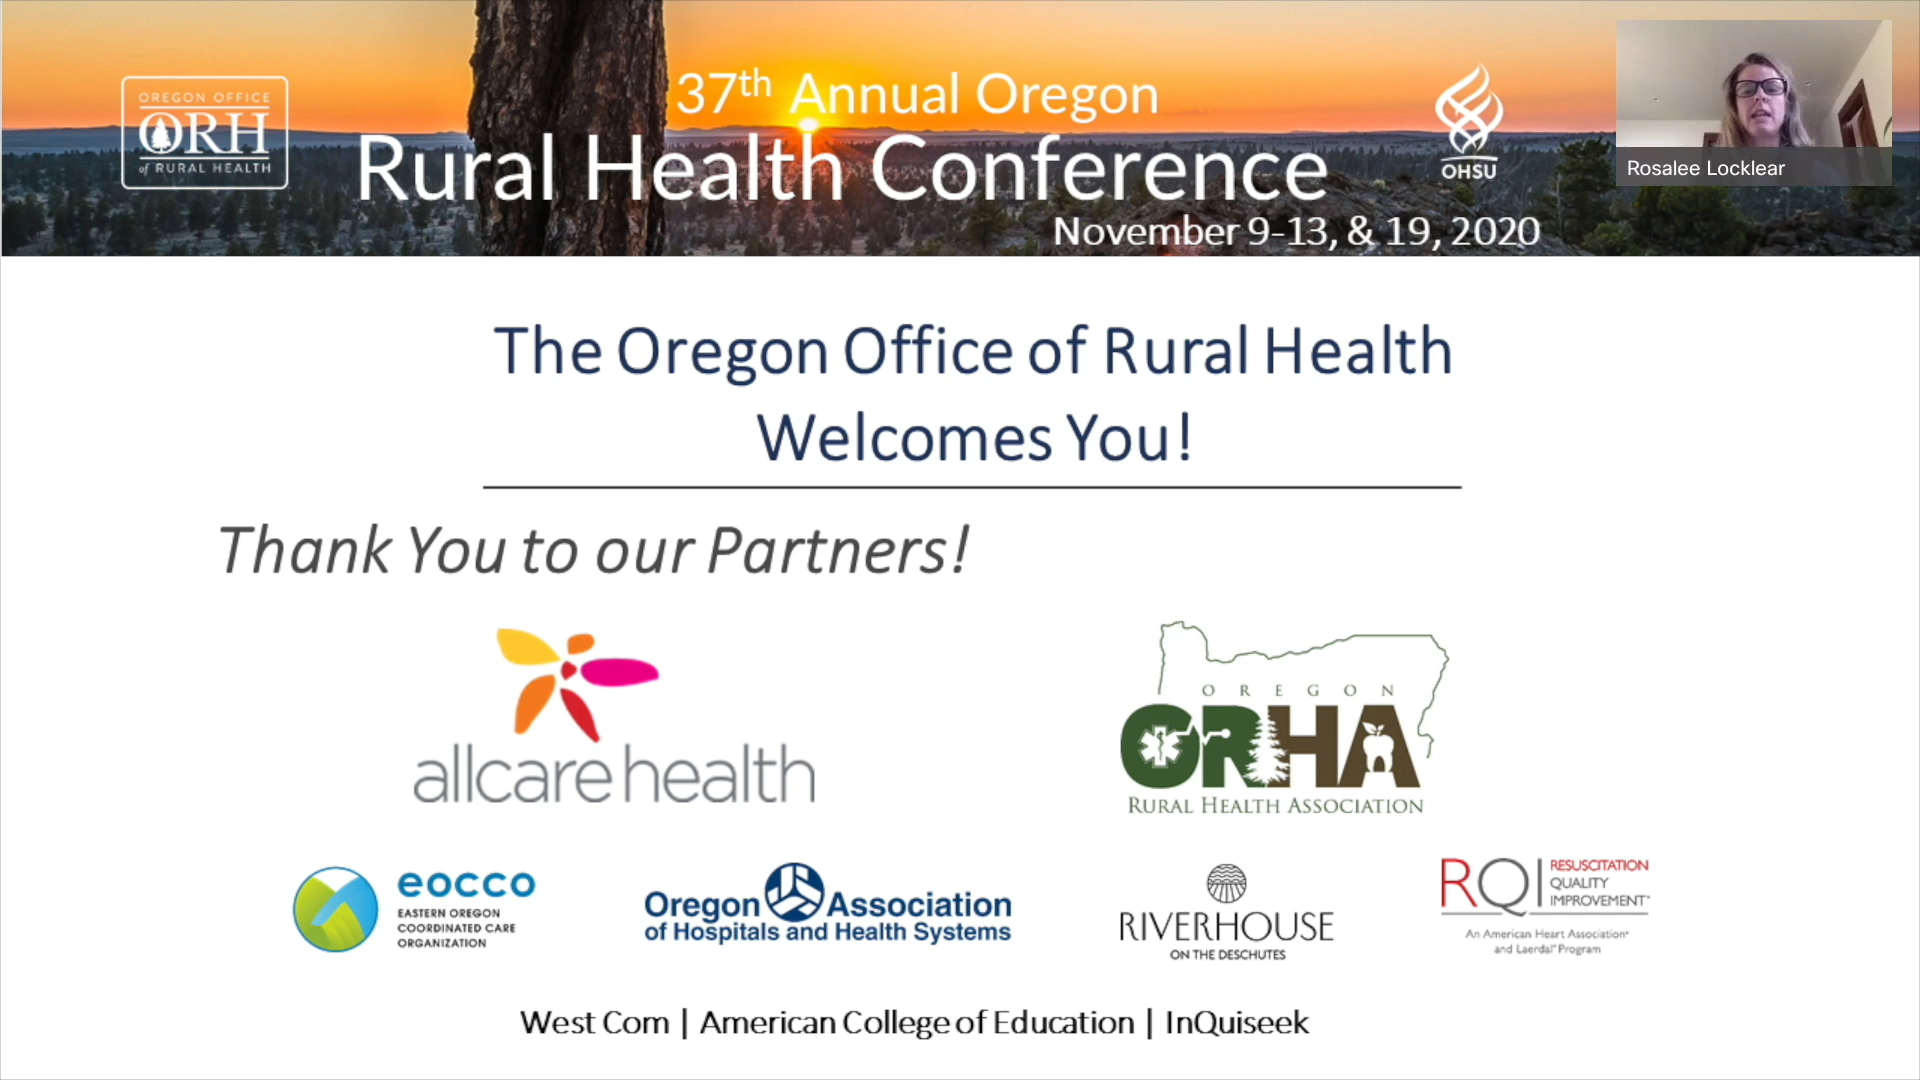 OREGON OFFICE
ORH
of RURAL HEALTH
37th Annual Oregon
Rural Health Conference
November 9-13, & 19, 2020
OHSU
Rosalee Locklear
The Oregon Office of Rural Health
Welcomes You!
Thank You to our Partners!
allcare health
OREGON
ORHA
RURAL HEALTH ASSOCIATION
eocco
EASTERN OREGON
COORDINATED CARE
ORGANIZATION
Oregon Association
of Hospitals and Health Systems
RIVERHOUSE
ON THE DESCHUTES
RQI RESUSCITATION
QUALITY
IMPROVEMENT™
An American Heart Association®
and Laerdal® Program
West Com | American College of Education | InQuiseek